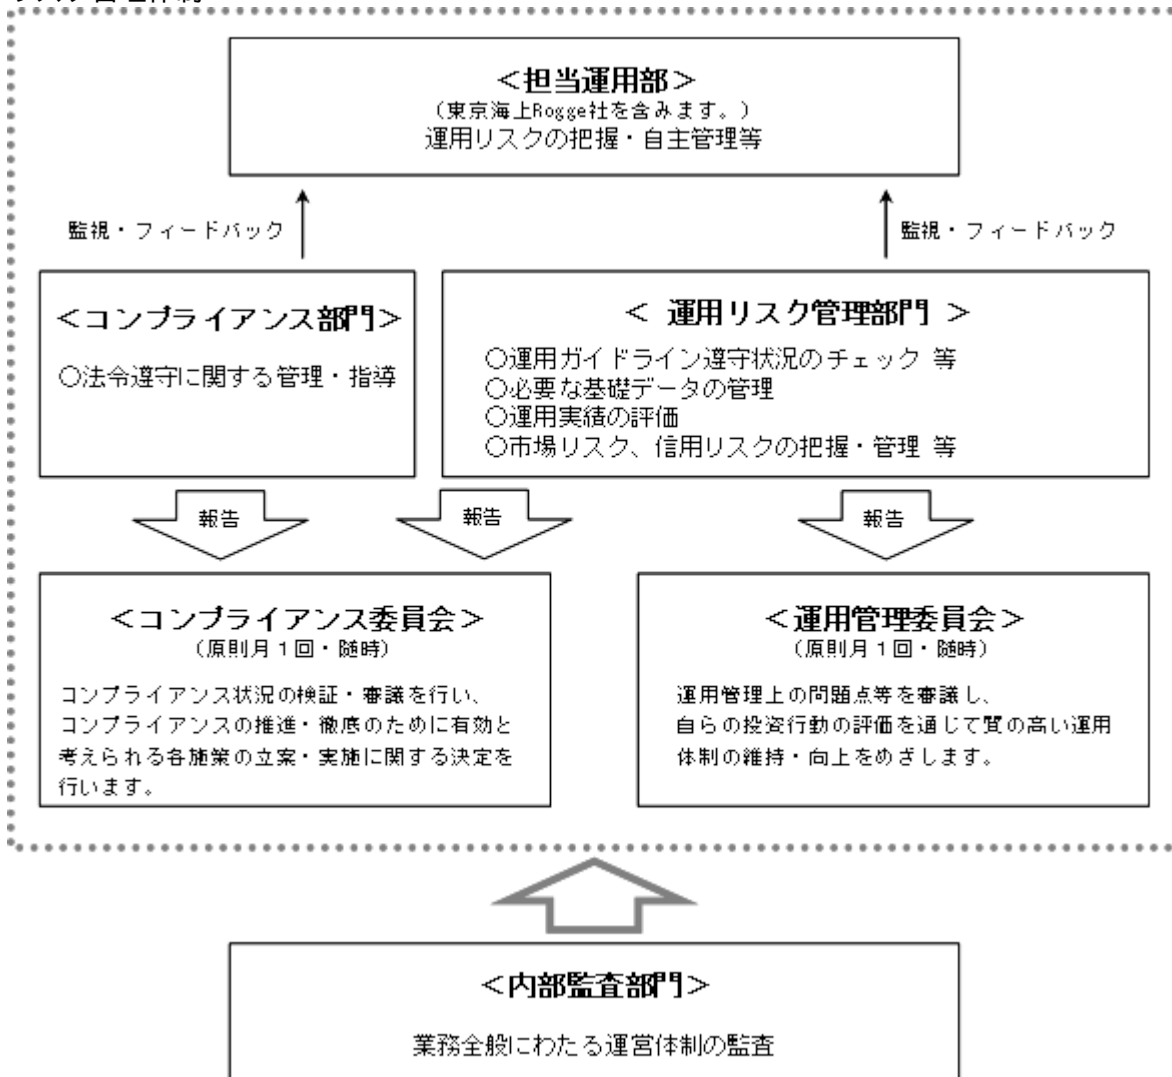 ＜担当運用部＞
（東京海上Rogge社を含みます。）
運用リスクの把握・自主管理等
監視・フィードバック
監視・フィードバック
＜コンプライアンス部門＞
○法令遵守に関する管理・指導
＜ 運用リスク管理部門 ＞
○運用ガイドライン遵守状況のチェック 等
○必要な基礎データの管理
○運用実績の評価
○市場リスク、信用リスクの把握・管理 等
報告
報告
報告
＜コンプライアンス委員会＞
（原則月１回・随時）
コンプライアンス状況の検証・審議を行い、
コンプライアンスの推進・徹底のために有効と
考えられる各施策の立案・実施に関する決定を
行います。
＜運用管理委員会＞
（原則月１回・随時）
運用管理上の問題点等を審議し、
自らの投資行動の評価を通じて質の高い運用
体制の維持・向上をめざします。
＜内部監査部門＞
業務全般にわたる運営体制の監査